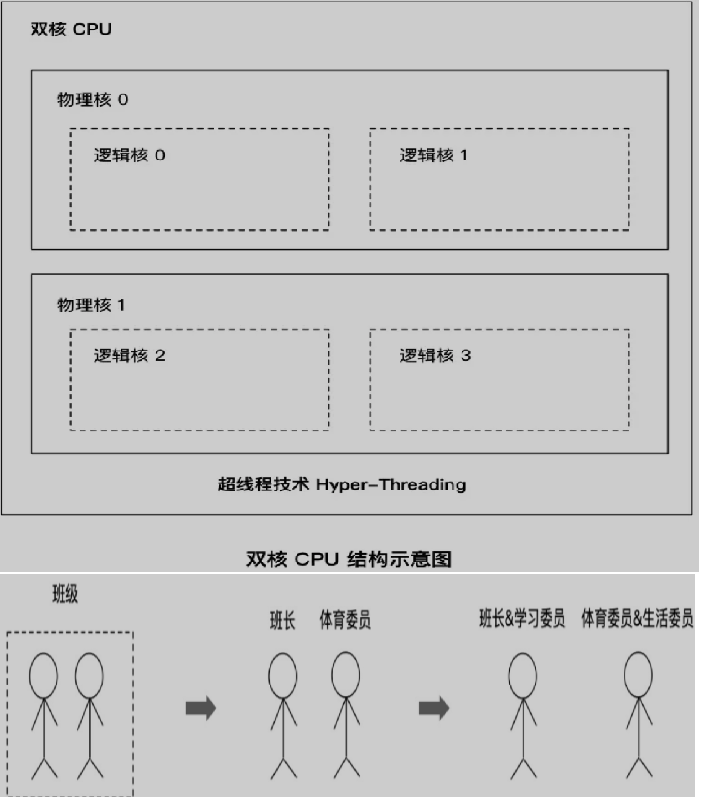 双核 CPU
物理核 0
逻辑核 0
逻辑核 1
物理核 1
逻辑核 2
逻辑核 3
超线程技术 Hyper-Threading
双核 CPU 结构示意图
班级
班长
体育委员
班长&学习委员
体育委员&生活委员